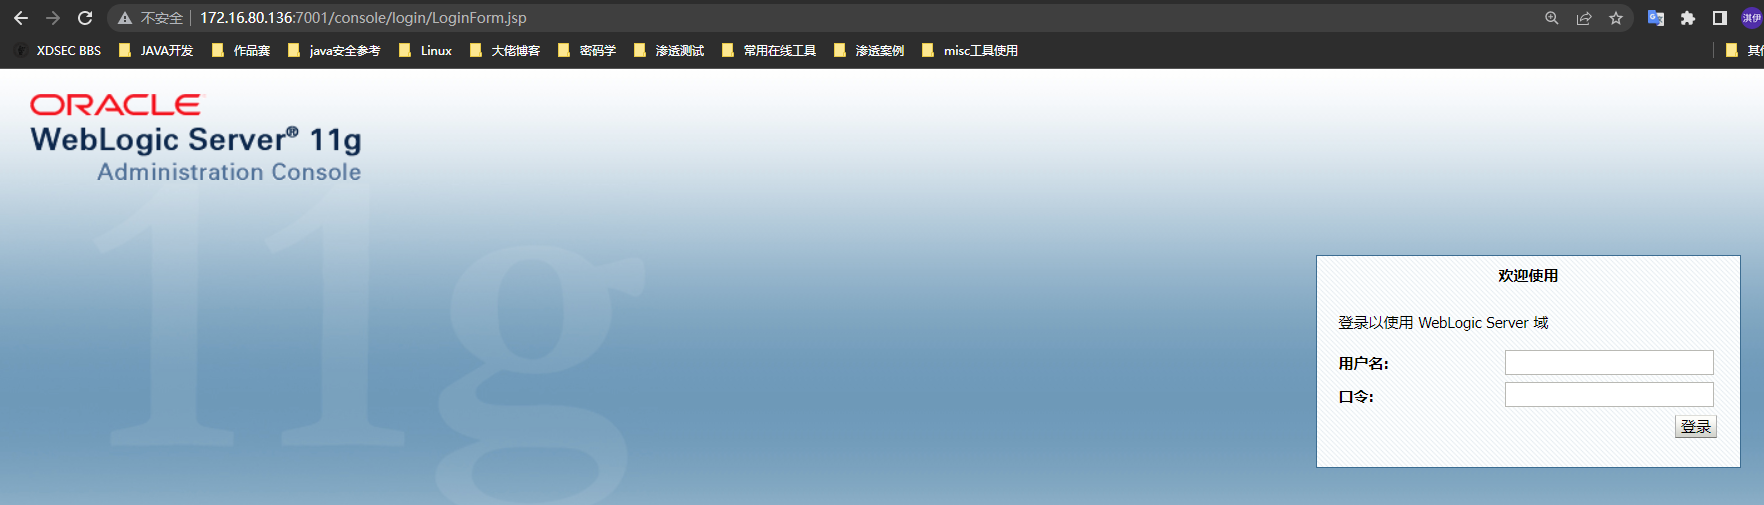 不安全 172.16.80.136:7001/console/login/LoginForm.jsp
淇伊
XDSEC BBS JAVA开发 作品赛 java安全参考 Linux 大佬博客 密码学 渗透测试 常用在线工具 渗透案例 misc工具使用
ORACLE
WebLogic Server® 11g
Administration Console
11g
欢迎使用
登录以使用 WebLogic Server 域
用户名:
口令:
登录